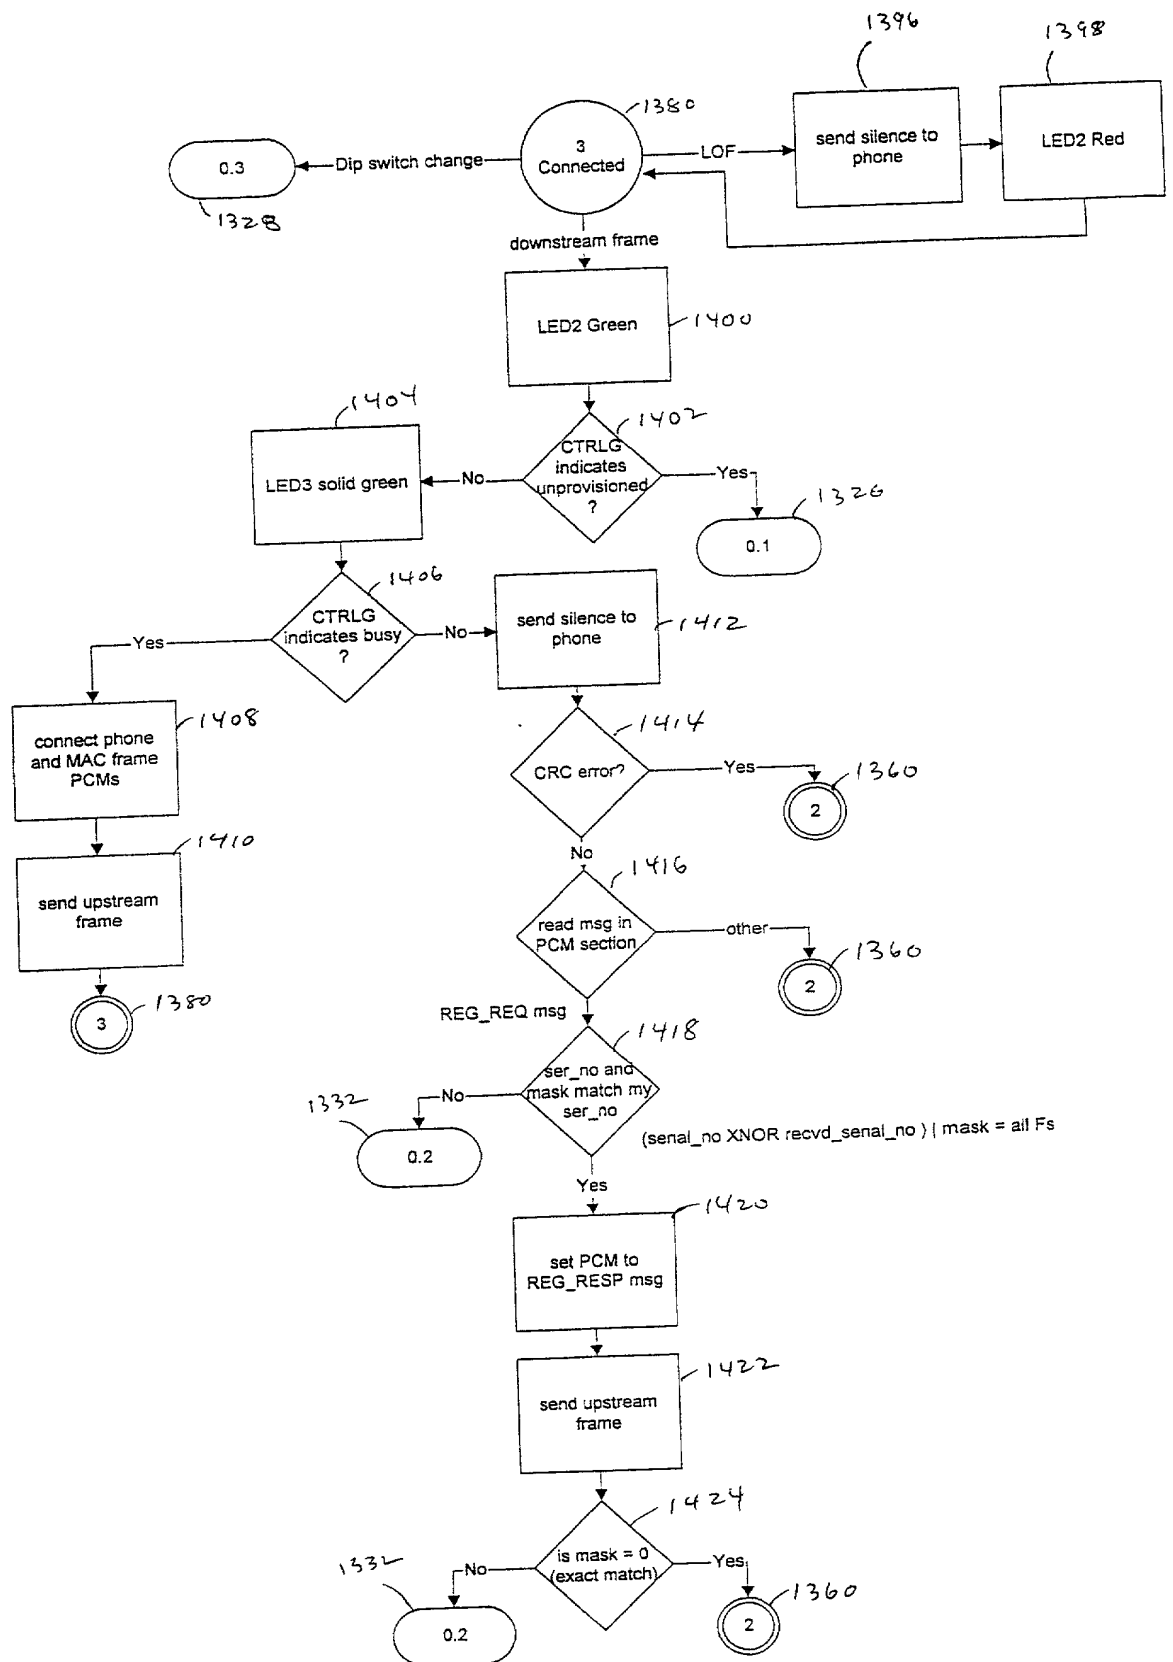 1396
1398
1380
3
Connected
LOF
send silence to
phone
LED2 Red
0.3
Dip switch change
1328
downstream frame
LED2 Green
1400
1404
1402
CTRLG
indicates
unprovisioned
?
No
Yes
LED3 solid green
1326
0.1
1406
CTRLG
indicates busy
?
Yes
No
send silence to
phone
1412
1408
connect phone
and MAC frame
PCMs
1414
CRC error?
Yes
1360
2
No
1410
send upstream
frame
1416
read msg in
PCM section
other
1360
2
1380
3
REG_REQ msg
1418
ser_no and
mask match my
ser_no
No
1332
0.2
(serial_no XNOR recvd_serial_no ) | mask = all Fs
Yes
1420
set PCM to
REG_RESP msg
1422
send upstream
frame
1424
is mask = 0
(exact match)
No
Yes
1332
0.2
1360
2